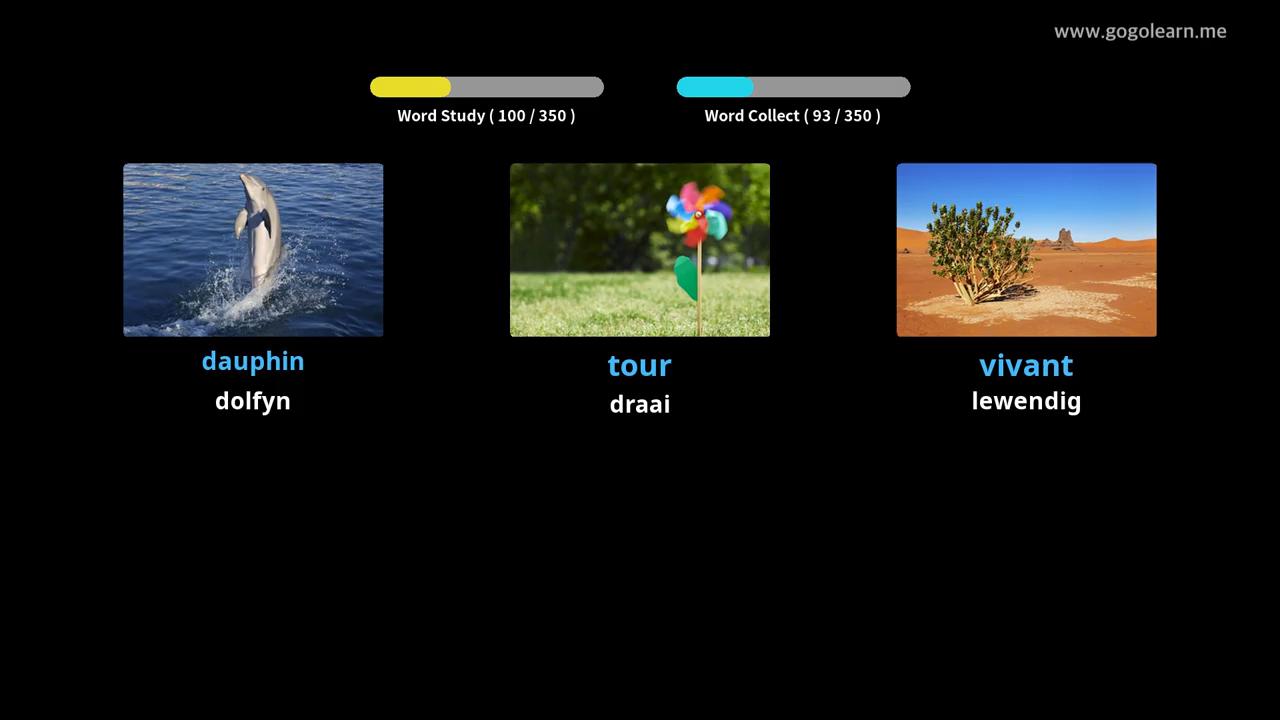 www.gogolearn.me
Word Study ( 100 / 350 )
Word Collect ( 93 / 350 )
dauphin
dolfyn
tour
draai
vivant
lewendig